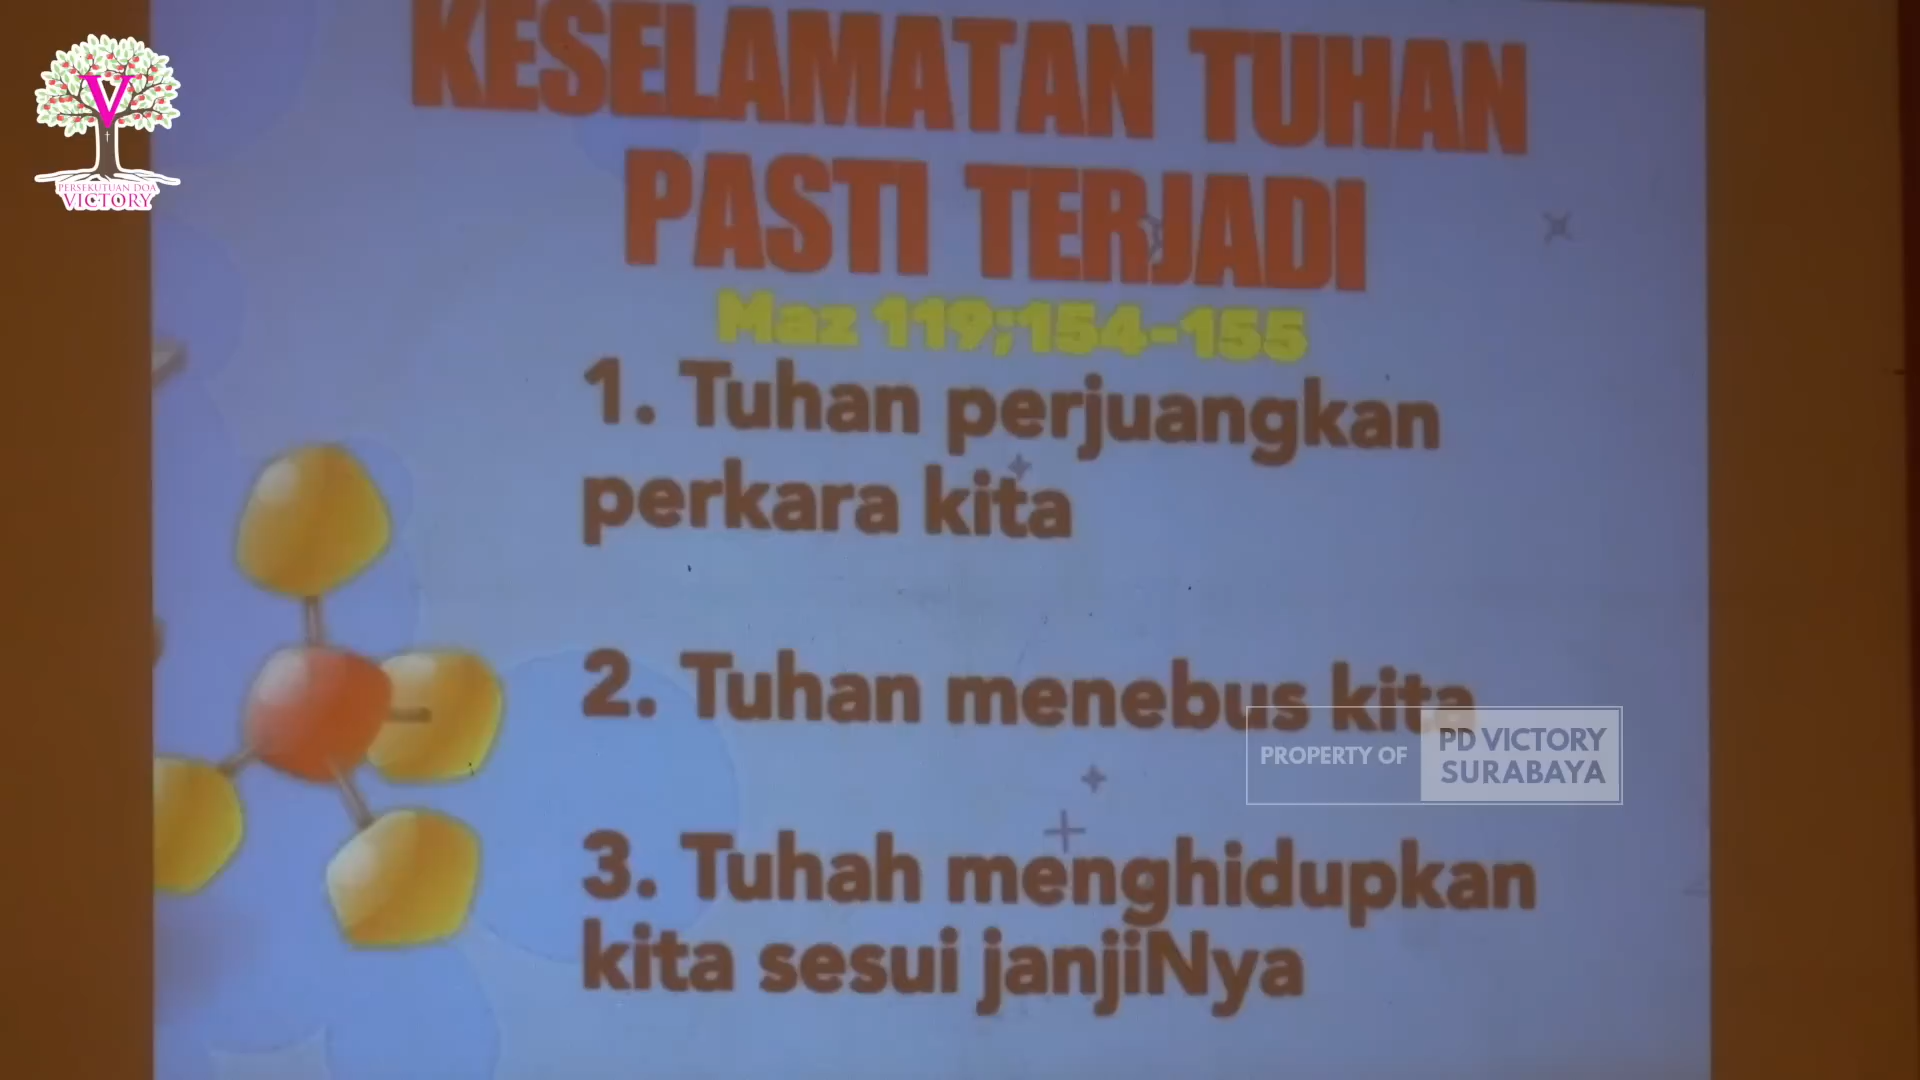 KESELAMATAN TUHAN
PASTI TERJADI
Maz 119;154-155
1. Tuhan perjuangkan
perkara kita
2. Tuhan menebus kita
3. Tuhah menghidupkan
kita sesui janjiNya
V
PERSEKUTUAN DOA
VICTORY
PROPERTY OF
PD VICTORY
SURABAYA